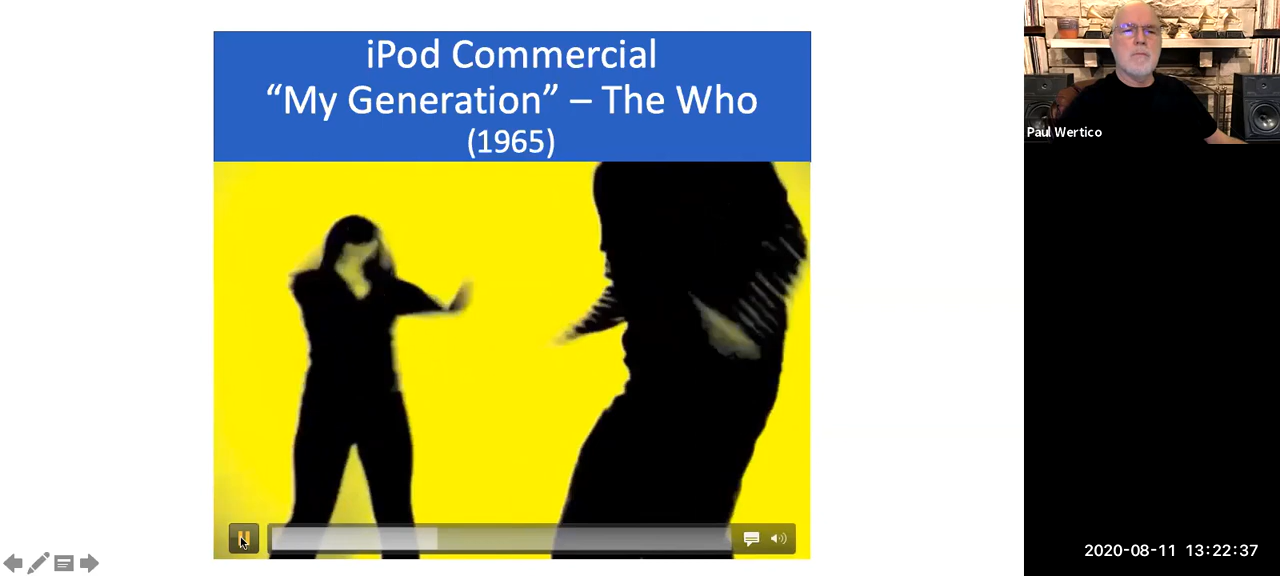 iPod Commercial
“My Generation” – The Who
(1965)
Paul Wertico
2020-08-11 13:22:37